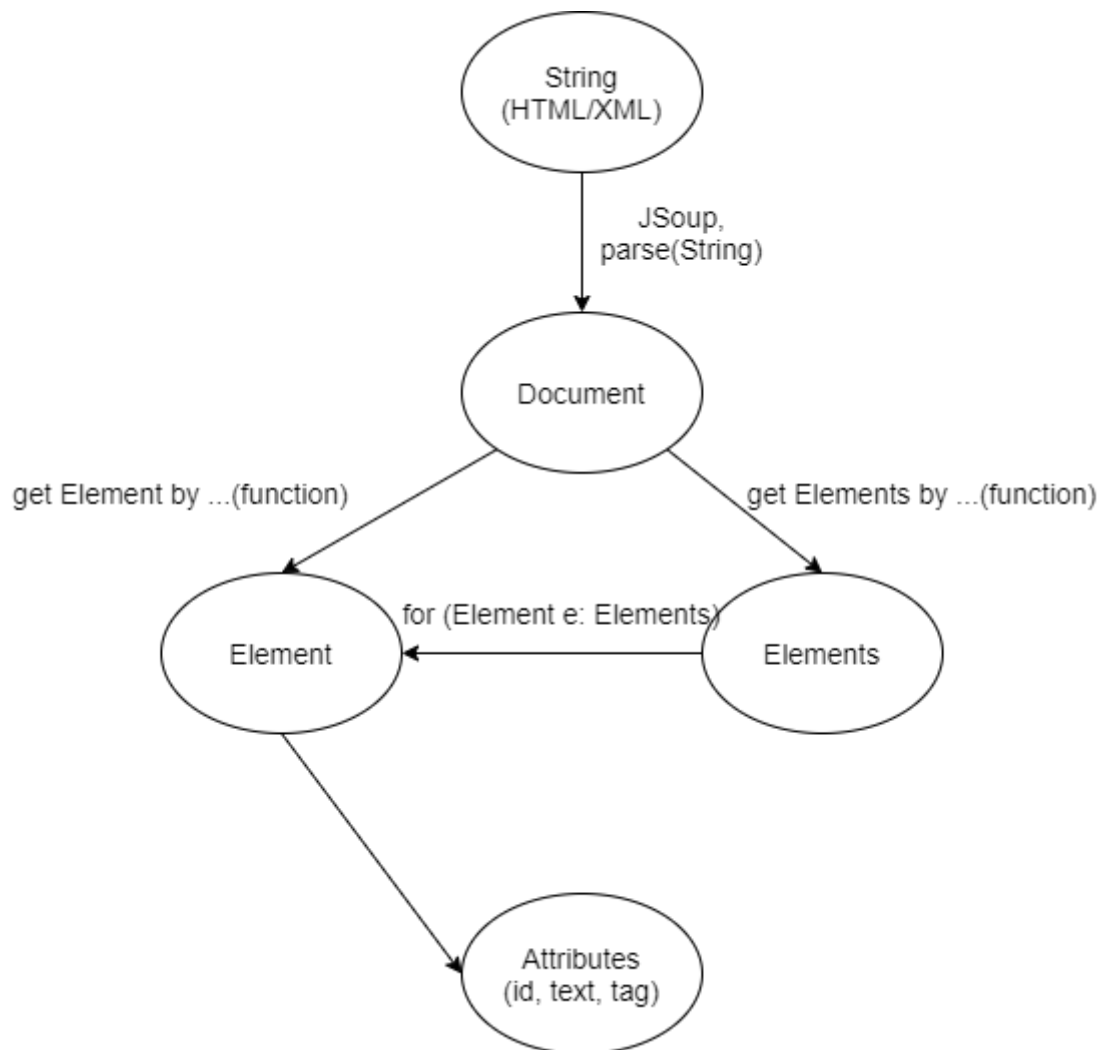 String
(HTML/XML)
JSoup,
parse(String)
Document
get Element by ...(function)
get Elements by ...(function)
for (Element e: Elements)
Element
Elements
Attributes
(id, text, tag)